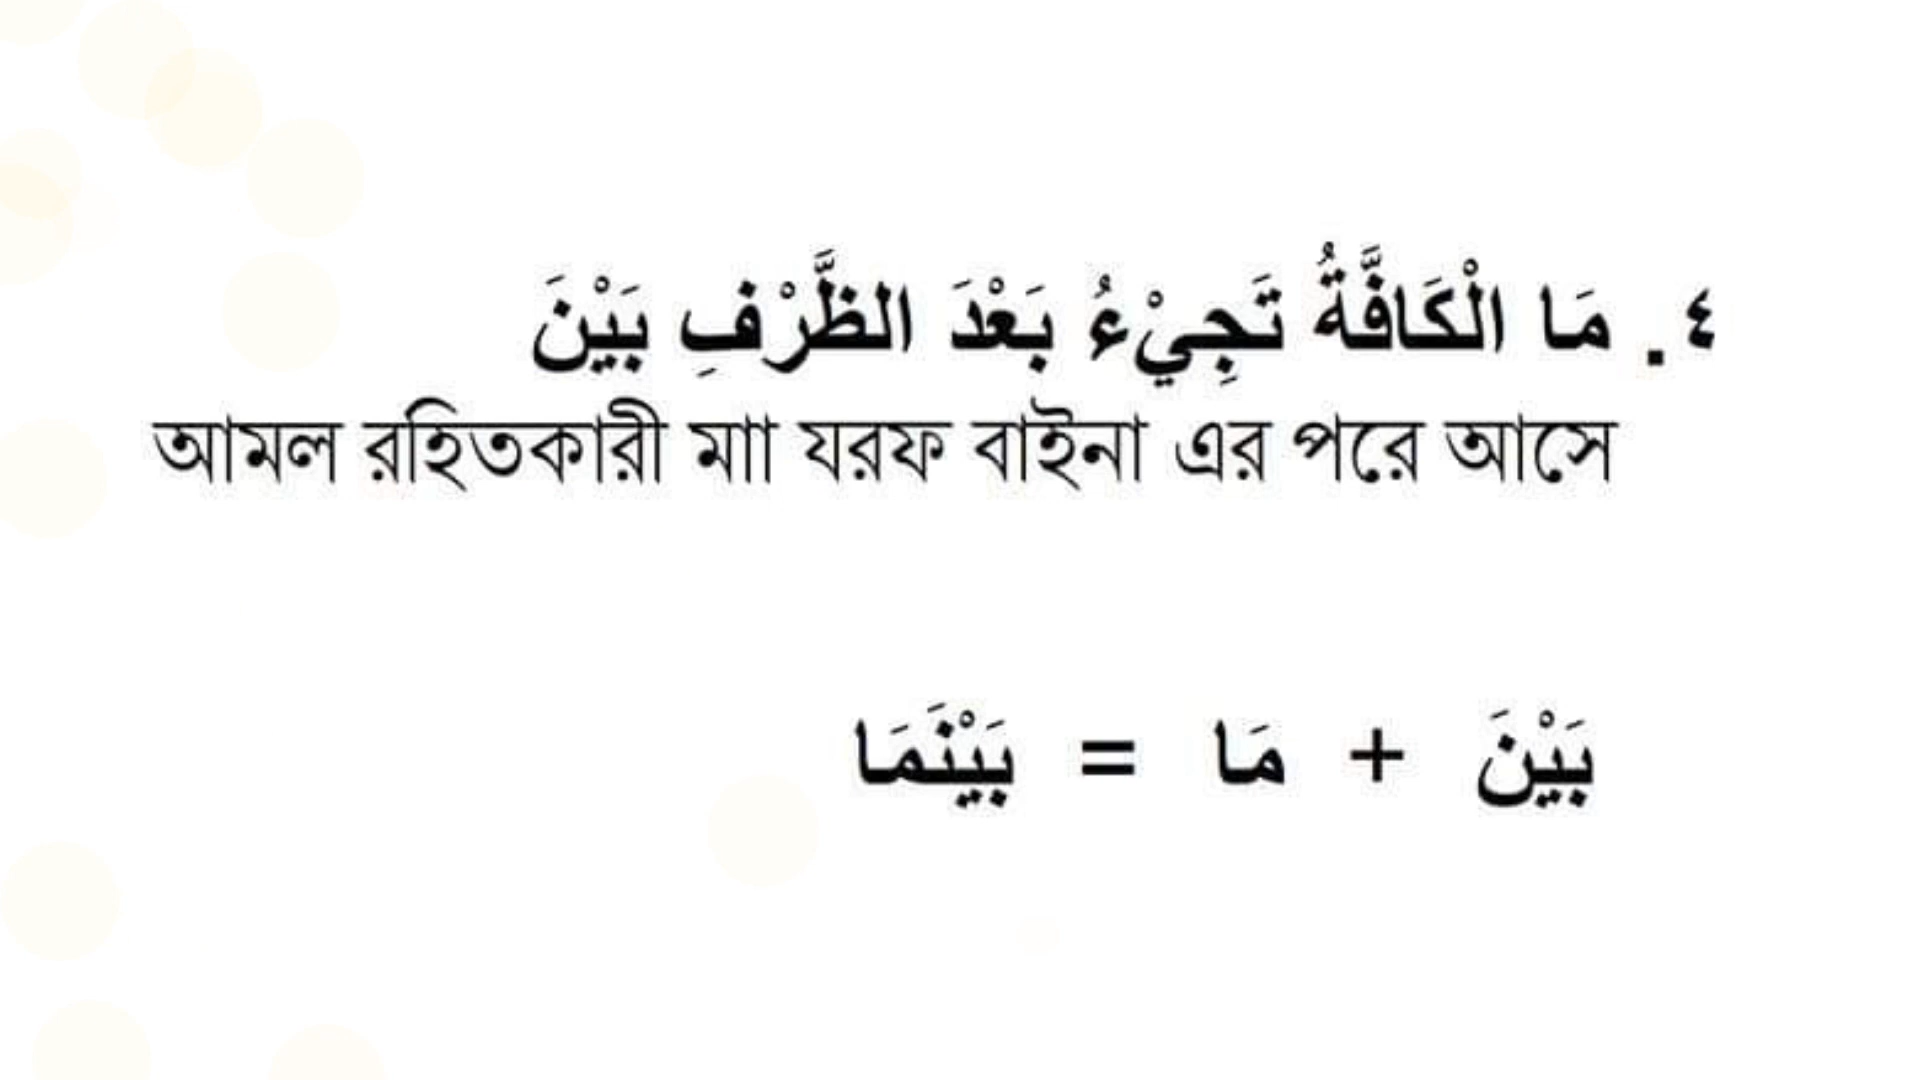 ٤. مَا الْكَافَّةُ تَجِيْءُ بَعْدَ الظَّرْفِ بَيْنَ
আমল রহিতকারী মাা যরফ বাইনা এর পরে আসে
بَيْنَ + مَا = بَيْنَمَا